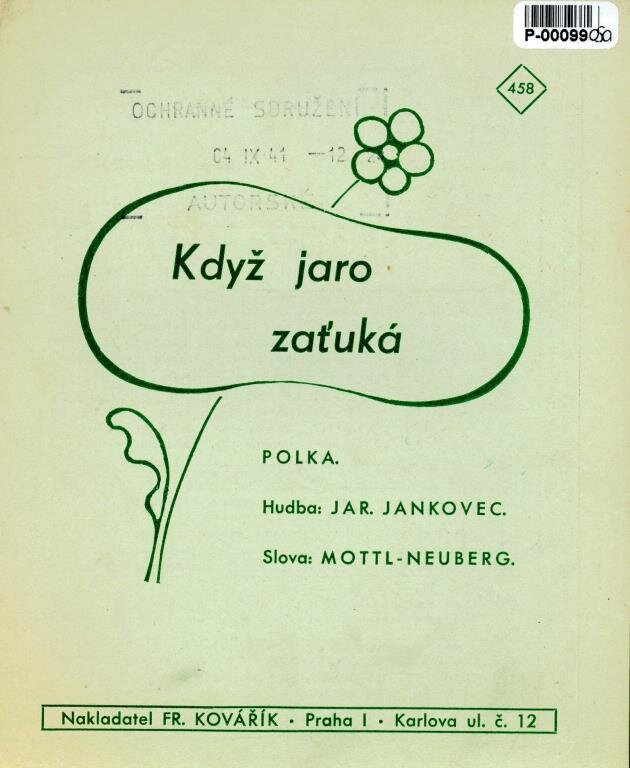 P-00099
458
OCHRANNÉ SDRUŽENÍ
04 IX 41 —12
AUTORSKÉ
Když jaro
zaťuká
POLKA.
Hudba: JAR. JANKOVEC.
Slova: MOTTL-NEUBERG.
Nakladatel FR. KOVÁŘÍK • Praha I • Karlova ul. č. 12